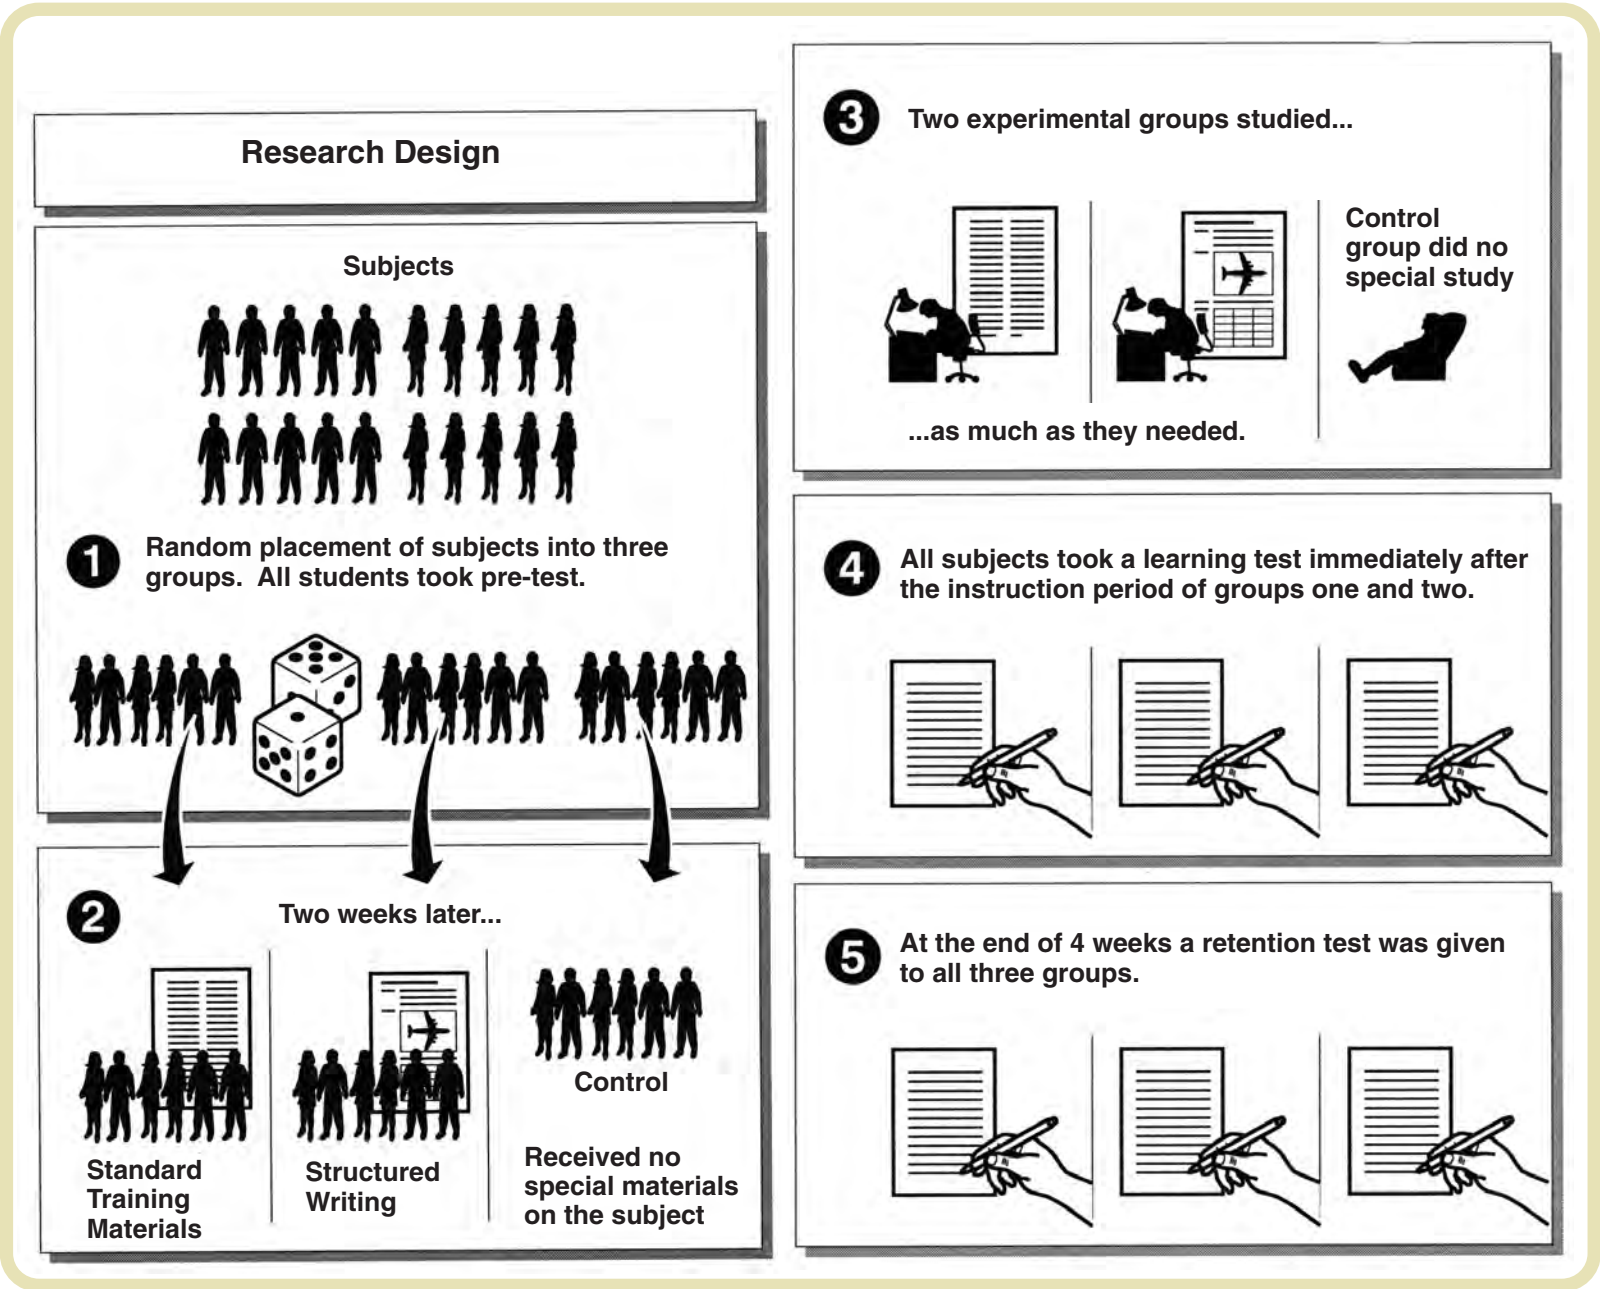 Research Design
Subjects
1 Random placement of subjects into three
groups.  All students took pre-test.
2 Two weeks later...
Standard
Training
Materials
Structured
Writing
Control
Received no
special materials
on the subject
3 Two experimental groups studied...
Control
group did no
special study
...as much as they needed.
4 All subjects took a learning test immediately after
the instruction period of groups one and two.
5 At the end of 4 weeks a retention test was given
to all three groups.